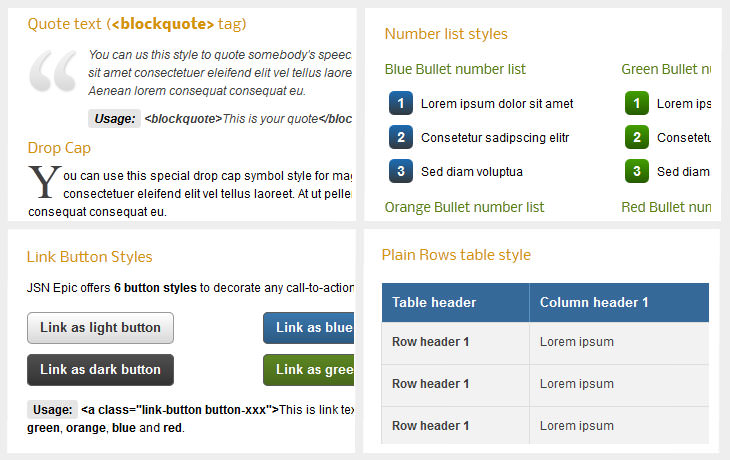 Quote text (<blockquote> tag)
You can us this style to quote somebody's speec
sit amet consectetuer eleifend elit vel tellus laore
Aenean lorem consequat consequat eu.
Usage: <blockquote>This is your quote</bloc
Drop Cap
You can use this special drop cap symbol style for mag
consectetuer eleifend elit vel tellus laoreet. At ut pelle
consequat consequat eu.
Number list styles
Blue Bullet number list
1 Lorem ipsum dolor sit amet
2 Consetetur sadipscing elitr
3 Sed diam voluptua
Green Bullet nu
1 Lorem ips
2 Consetetu
3 Sed diam
Orange Bullet number list
Red Bullet num
Link Button Styles
JSN Epic offers 6 button styles to decorate any call-to-action
Link as light button
Link as blue
Link as dark button
Link as gree
Usage: <a class="link-button button-xxx">This is link tex
green, orange, blue and red.
Plain Rows table style
Table header Column header 1
Row header 1 Lorem ipsum
Row header 1 Lorem ipsum
Row header 1 Lorem ipsum